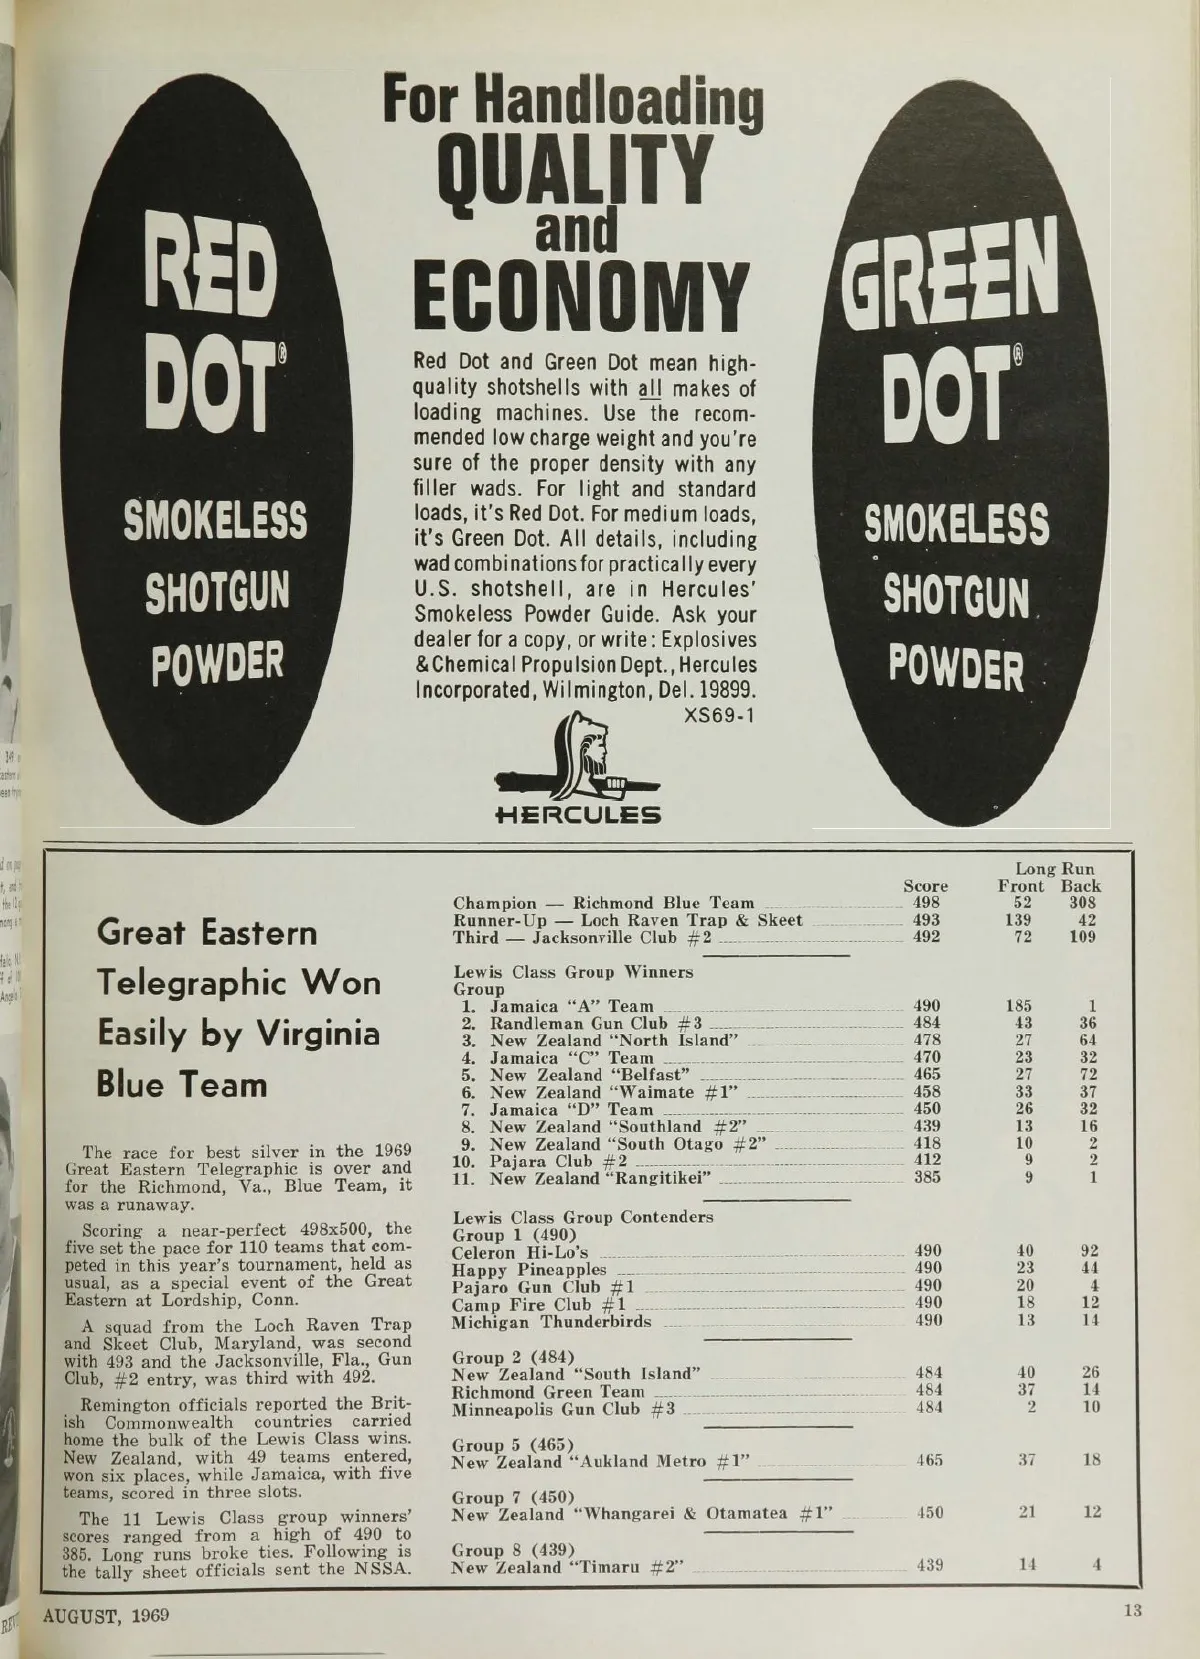 RED
DOT®
SMOKELESS
SHOTGUN
POWDER
For Handloading
QUALITY
and
ECONOMY
Red Dot and Green Dot mean high-
quality shotshells with all makes of
loading machines. Use the recom-
mended low charge weight and you're
sure of the proper density with any
filler wads. For light and standard
loads, it's Red Dot. For medium loads,
it's Green Dot. All details, including
wad combinations for practically every
U.S. shotshell, are in Hercules'
Smokeless Powder Guide. Ask your
dealer for a copy, or write: Explosives
& Chemical Propulsion Dept., Hercules
Incorporated, Wilmington, Del. 19899.
XS69-1
HERCULES
GREEN
DOT®
SMOKELESS
SHOTGUN
POWDER
Great Eastern
Telegraphic Won
Easily by Virginia
Blue Team
The race for best silver in the 1969
Great Eastern Telegraphic is over and
for the Richmond, Va., Blue Team, it
was a runaway.
Scoring a near-perfect 498x500, the
five set the pace for 110 teams that com-
peted in this year's tournament, held as
usual, as a special event of the Great
Eastern at Lordship, Conn.
A squad from the Loch Raven Trap
and Skeet Club, Maryland, was second
with 493 and the Jacksonville, Fla., Gun
Club, #2 entry, was third with 492.
Remington officials reported the Brit-
ish Commonwealth countries carried
home the bulk of the Lewis Class wins.
New Zealand, with 49 teams entered,
won six places, while Jamaica, with five
teams, scored in three slots.
The 11 Lewis Class group winners'
scores ranged from a high of 490 to
385. Long runs broke ties. Following is
the tally sheet officials sent the NSSA.
Long Run
Score Front Back
Champion — Richmond Blue Team 498 52 308
Runner-Up — Loch Raven Trap & Skeet 493 139 42
Third — Jacksonville Club #2 492 72 109
Lewis Class Group Winners
Group
1. Jamaica "A" Team 490 185 1
2. Randleman Gun Club #3 484 43 36
3. New Zealand "North Island" 478 27 64
4. Jamaica "C" Team 470 23 32
5. New Zealand "Belfast" 465 27 72
6. New Zealand "Waimate #1" 458 33 37
7. Jamaica "D" Team 450 26 32
8. New Zealand "Southland #2" 439 13 16
9. New Zealand "South Otago #2" 418 10 2
10. Pajara Club #2 412 9 2
11. New Zealand "Rangitikei" 385 9 1
Lewis Class Group Contenders
Group 1 (490)
Celeron Hi-Lo's 490 40 92
Happy Pineapples 490 23 44
Pajaro Gun Club #1 490 20 4
Camp Fire Club #1 490 18 12
Michigan Thunderbirds 490 13 14
Group 2 (484)
New Zealand "South Island" 484 40 26
Richmond Green Team 484 37 14
Minneapolis Gun Club #3 484 2 10
Group 5 (465)
New Zealand "Aukland Metro #1" 465 37 18
Group 7 (450)
New Zealand "Whangarei & Otamatea #1" 450 21 12
Group 8 (439)
New Zealand "Timaru #2" 439 14 4
AUGUST, 1969
13